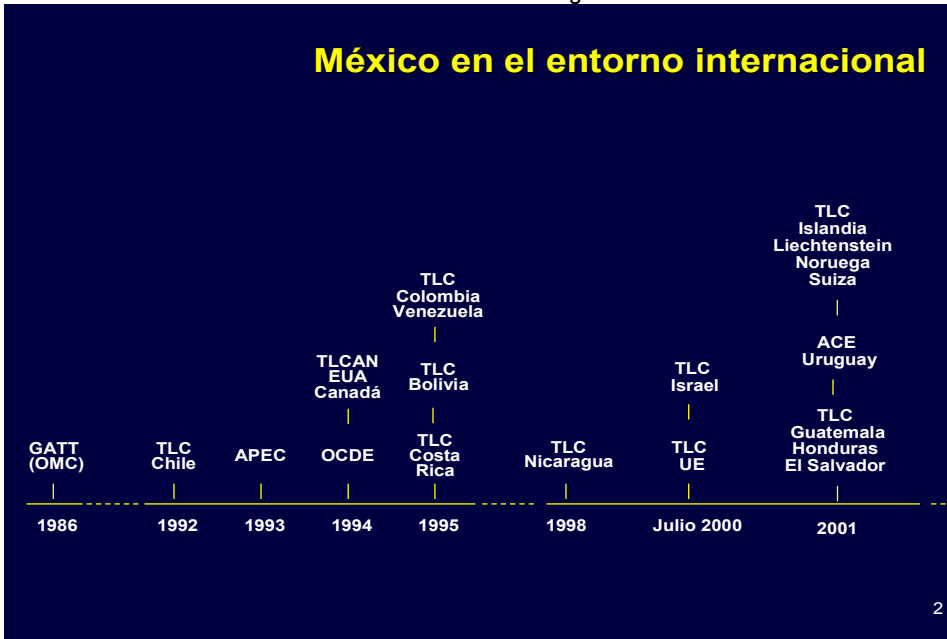 México en el entorno internacional
GATT
(OMC)
1986
TLC
Chile
1992
APEC
1993
TLCAN
EUA
Canadá
OCDE
1994
TLC
Colombia
Venezuela
TLC
Bolivia
TLC
Costa
Rica
1995
TLC
Nicaragua
1998
TLC
Israel
TLC
UE
Julio 2000
TLC
Islandia
Liechtenstein
Noruega
Suiza
ACE
Uruguay
TLC
Guatemala
Honduras
El Salvador
2001
2